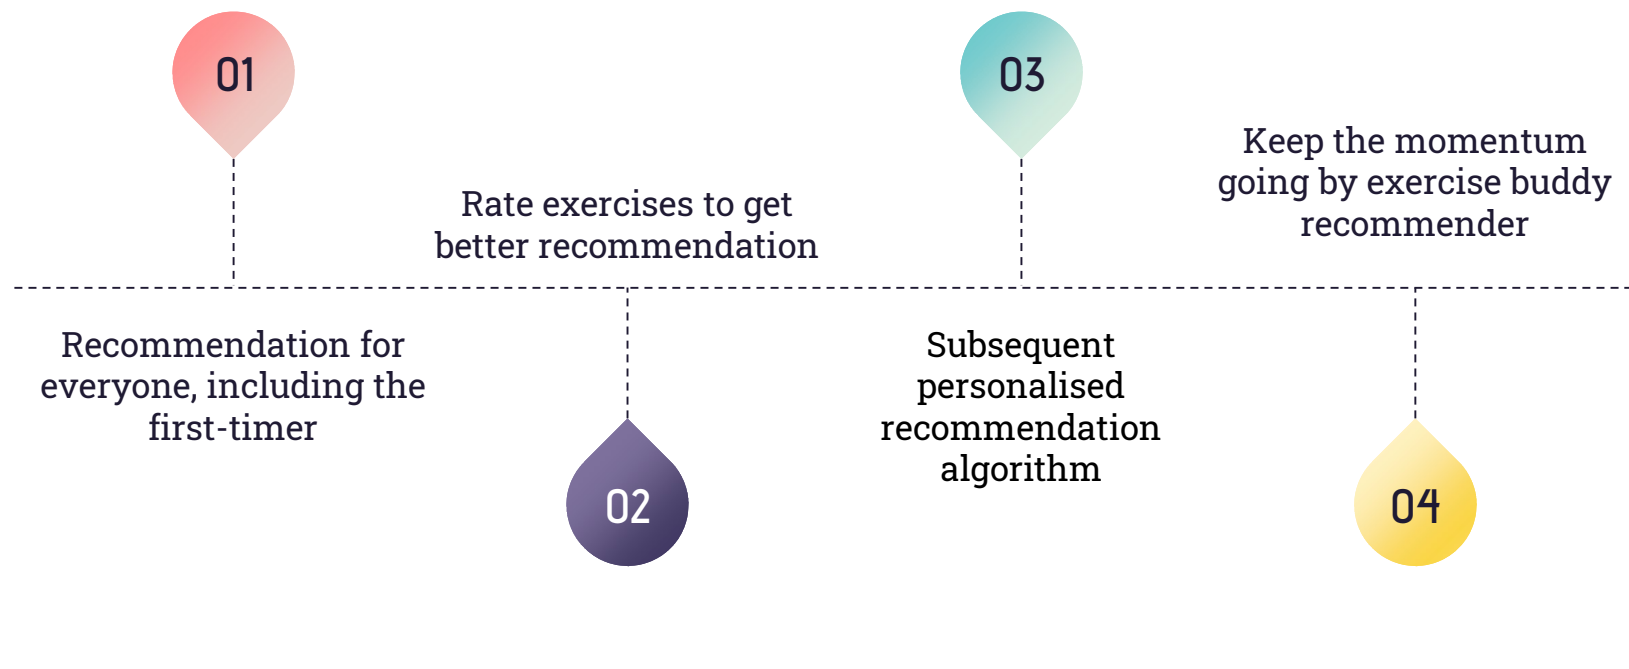 01
Recommendation for
everyone, including the
first-timer
Rate exercises to get
better recommendation
02
03
Subsequent
personalised
recommendation
algorithm
Keep the momentum
going by exercise buddy
recommender
04